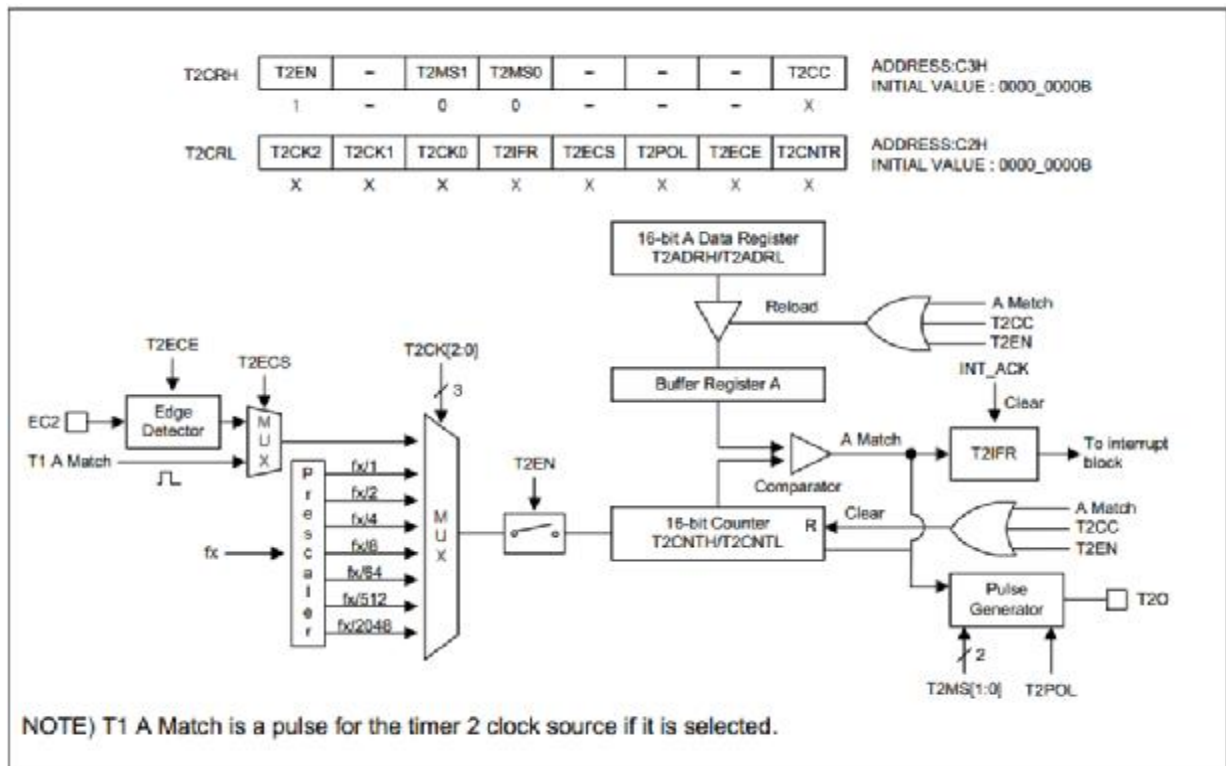 T2CRH T2EN – T2MS1 T2MS0 – – – T2CC ADDRESS:C3H
INITIAL VALUE : 0000_0000B
1 – 0 0 – – – X
T2CRL T2CK2 T2CK1 T2CK0 T2IFR T2ECS T2POL T2ECE T2CNTR ADDRESS:C2H
INITIAL VALUE : 0000_0000B
X X X X X X X X
16-bit A Data Register
T2ADRH/T2ADRL
Reload
A Match
T2CC
T2EN
T2ECE
T2ECS
T2CK[2:0]
3
Buffer Register A
INT_ACK
Clear
EC2
Edge
Detector
MUX
T1 A Match
A Match
Comparator
T2IFR
To interrupt
block
fx
Prescaler
fx/1
fx/2
fx/4
fx/8
fx/64
fx/512
fx/2048
MUX
T2EN
16-bit Counter
T2CNTH/T2CNTL
R
Clear
A Match
T2CC
T2EN
Pulse
Generator
T2O
2
T2MS[1:0]
T2POL
NOTE) T1 A Match is a pulse for the timer 2 clock source if it is selected.